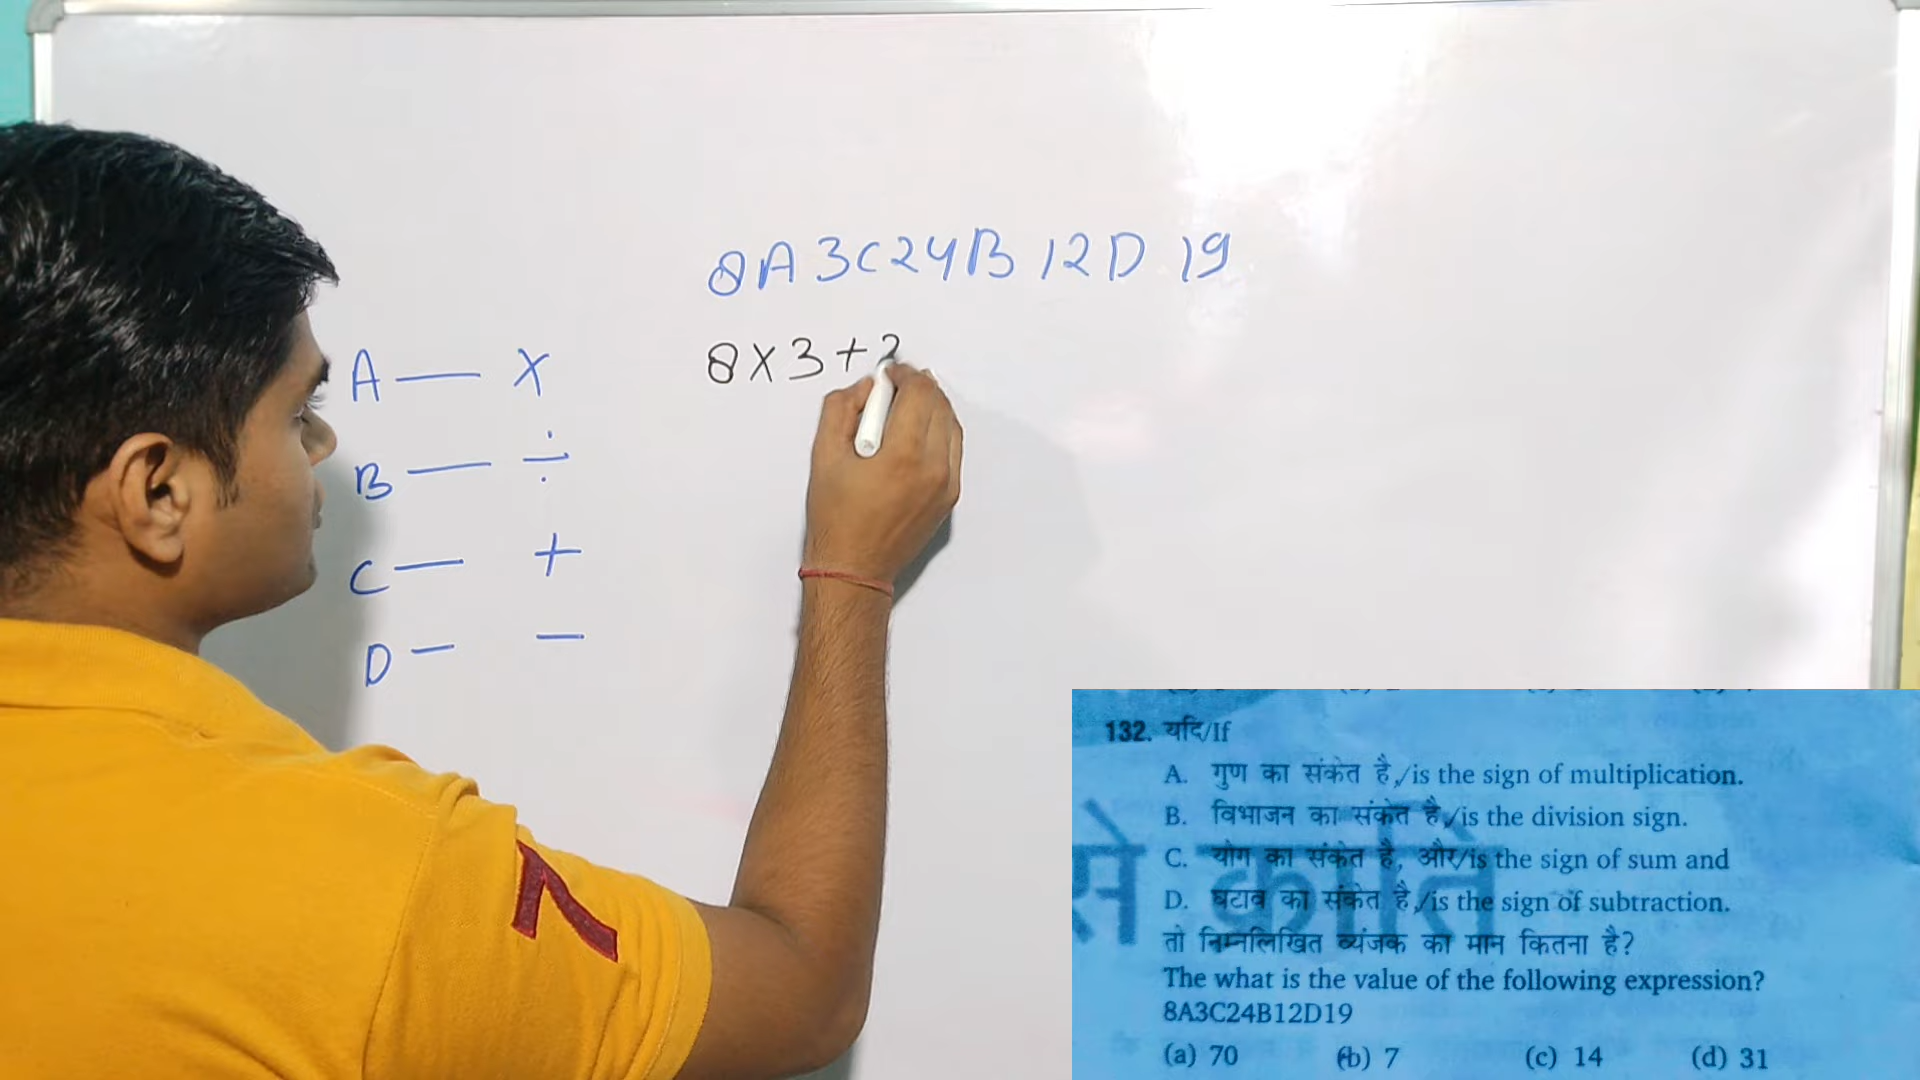 8A3C24B12D19
8×3+2
A — ×
B — ÷
C — +
D — −
7
132. यदि/If
A. गुण का संकेत है,/is the sign of multiplication.
B. विभाजन का संकेत है,/is the division sign.
C. योग का संकेत है, और/is the sign of sum and
D. घटाव का संकेत है,/is the sign of subtraction.
तो निम्नलिखित व्यंजक का मान कितना है?
The what is the value of the following expression?
8A3C24B12D19
(a) 70 (b) 7 (c) 14 (d) 31
से क्रांति